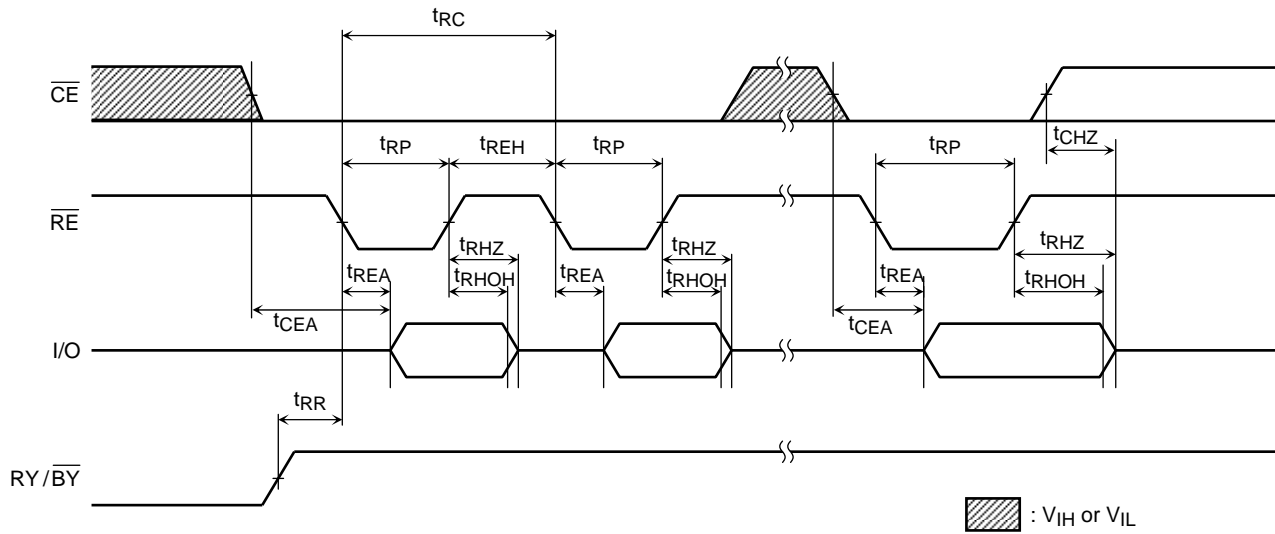 tRC
CE
tRP tREH tRP tRP tCHZ
RE
tRHZ tRHZ tRHZ
tREA tRHOH tREA tRHOH tREA tRHOH
tCEA tCEA
I/O
tRR
RY/BY
: VIH or VIL